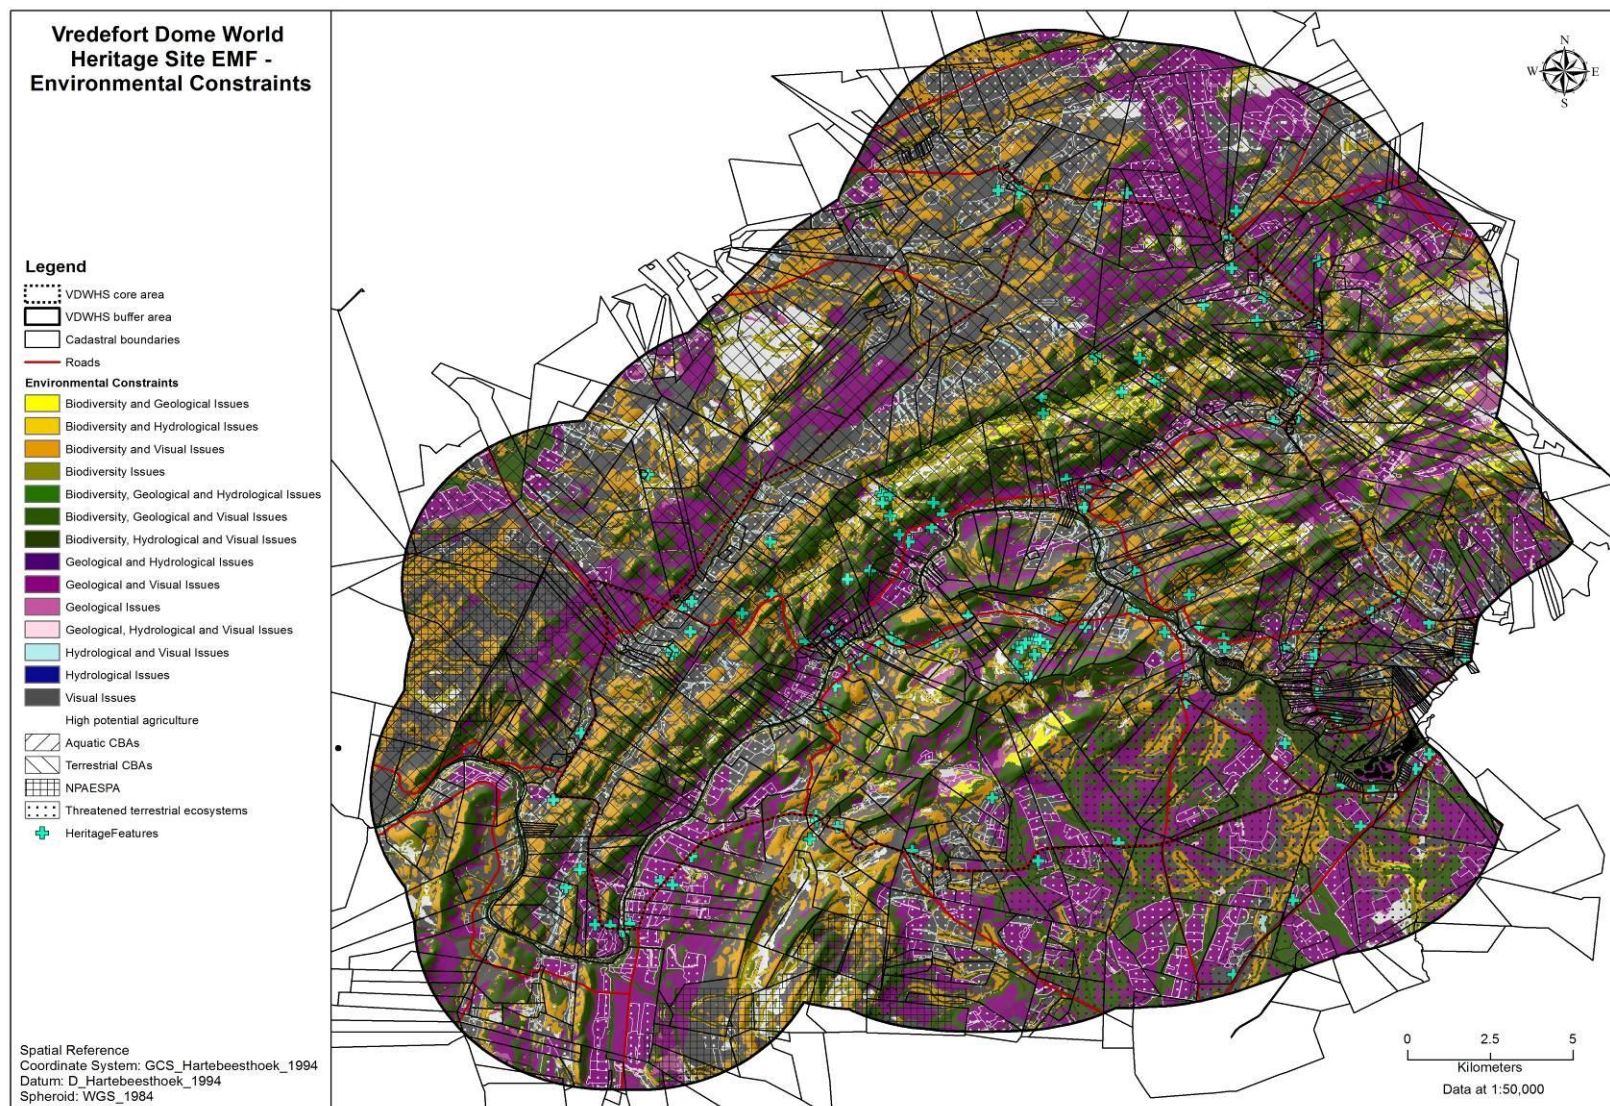 Vredefort Dome World
Heritage Site EMF -
Environmental Constraints
N
W
E
S
Legend
VDWHS core area
VDWHS buffer area
Cadastral boundaries
Roads
Environmental Constraints
Biodiversity and Geological Issues
Biodiversity and Hydrological Issues
Biodiversity and Visual Issues
Biodiversity Issues
Biodiversity, Geological and Hydrological Issues
Biodiversity, Geological and Visual Issues
Biodiversity, Hydrological and Visual Issues
Geological and Hydrological Issues
Geological and Visual Issues
Geological Issues
Geological, Hydrological and Visual Issues
Hydrological and Visual Issues
Hydrological Issues
Visual Issues
High potential agriculture
Aquatic CBAs
Terrestrial CBAs
NPAESPA
Threatened terrestrial ecosystems
HeritageFeatures
Spatial Reference
Coordinate System: GCS_Hartebeesthoek_1994
Datum: D_Hartebeesthoek_1994
Spheroid: WGS_1984
0 2.5 5
Kilometers
Data at 1:50,000